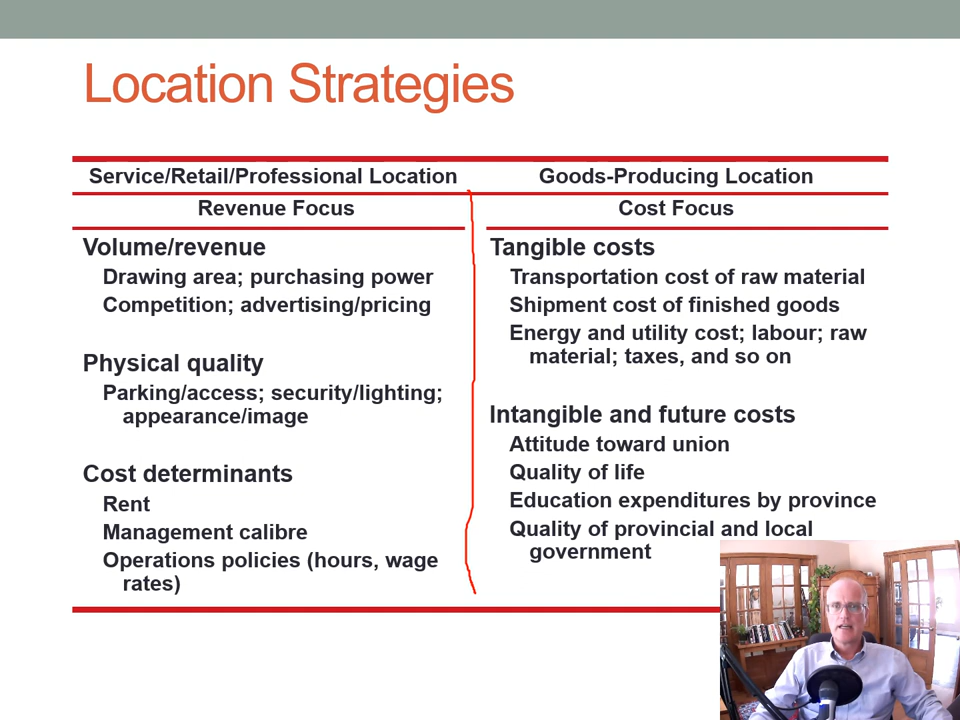 Location Strategies
Service/Retail/Professional Location
Goods-Producing Location
Revenue Focus
Cost Focus
Volume/revenue
Drawing area; purchasing power
Competition; advertising/pricing
Physical quality
Parking/access; security/lighting;
appearance/image
Cost determinants
Rent
Management calibre
Operations policies (hours, wage
rates)
Tangible costs
Transportation cost of raw material
Shipment cost of finished goods
Energy and utility cost; labour; raw
material; taxes, and so on
Intangible and future costs
Attitude toward union
Quality of life
Education expenditures by province
Quality of provincial and local
government